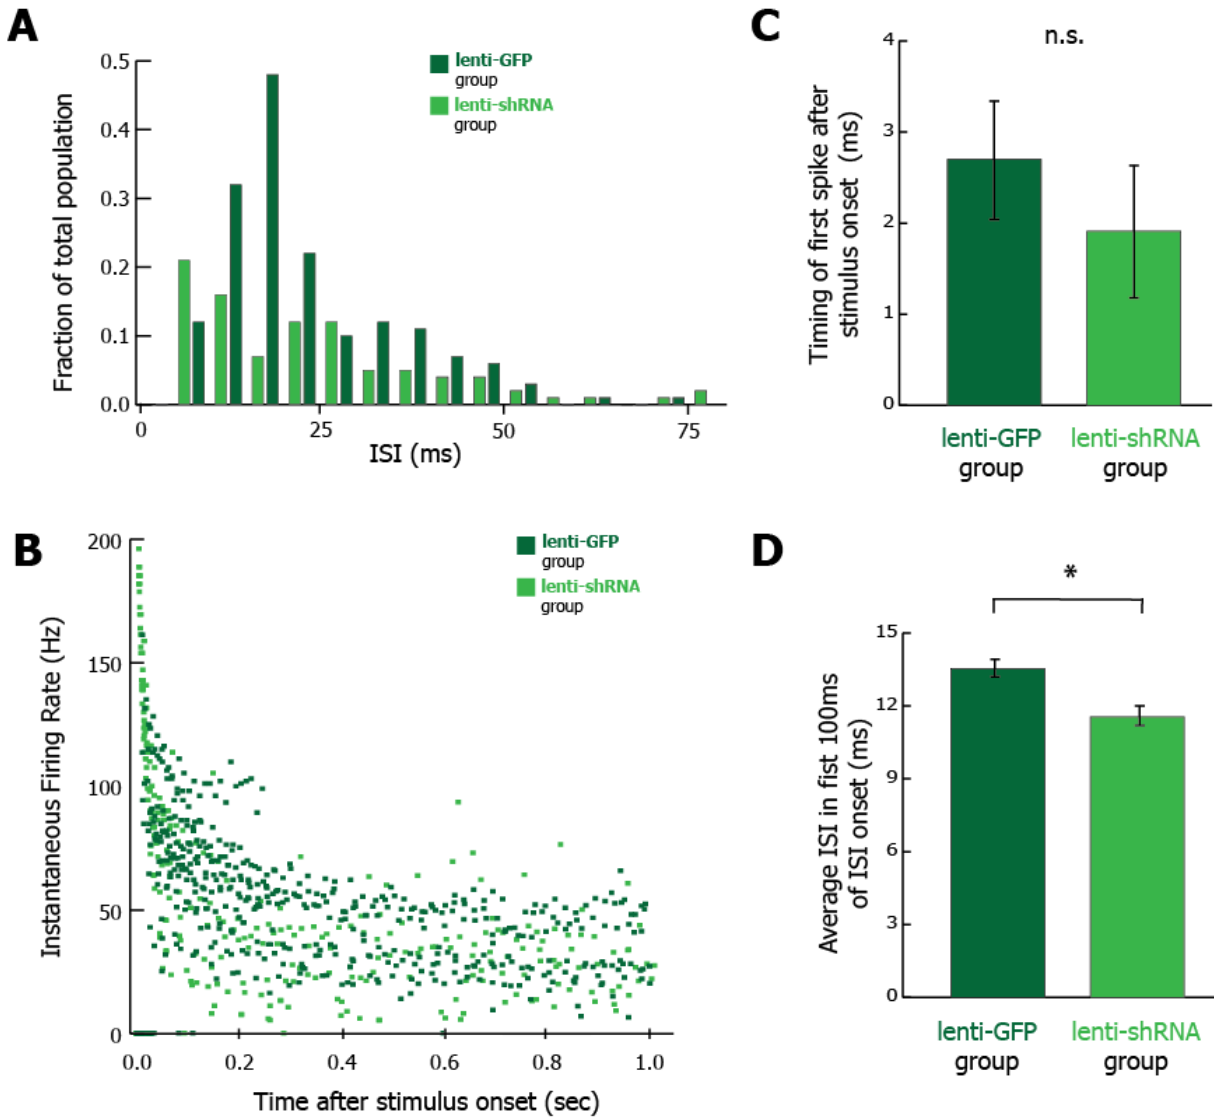 A
Fraction of total population
0.5
0.4
0.3
0.2
0.1
0.0
0
25
50
75
ISI (ms)
lenti-GFP
group
lenti-shRNA
group
B
Instantaneous Firing Rate (Hz)
200
150
100
50
0
0.0
0.2
0.4
0.6
0.8
1.0
Time after stimulus onset (sec)
lenti-GFP
group
lenti-shRNA
group
C
n.s.
Timing of first spike after
stimulus onset (ms)
4
3
2
1
0
lenti-GFP
group
lenti-shRNA
group
D
*
Average ISI in fist 100ms
of ISI onset (ms)
15
12
9
6
3
0
lenti-GFP
group
lenti-shRNA
group